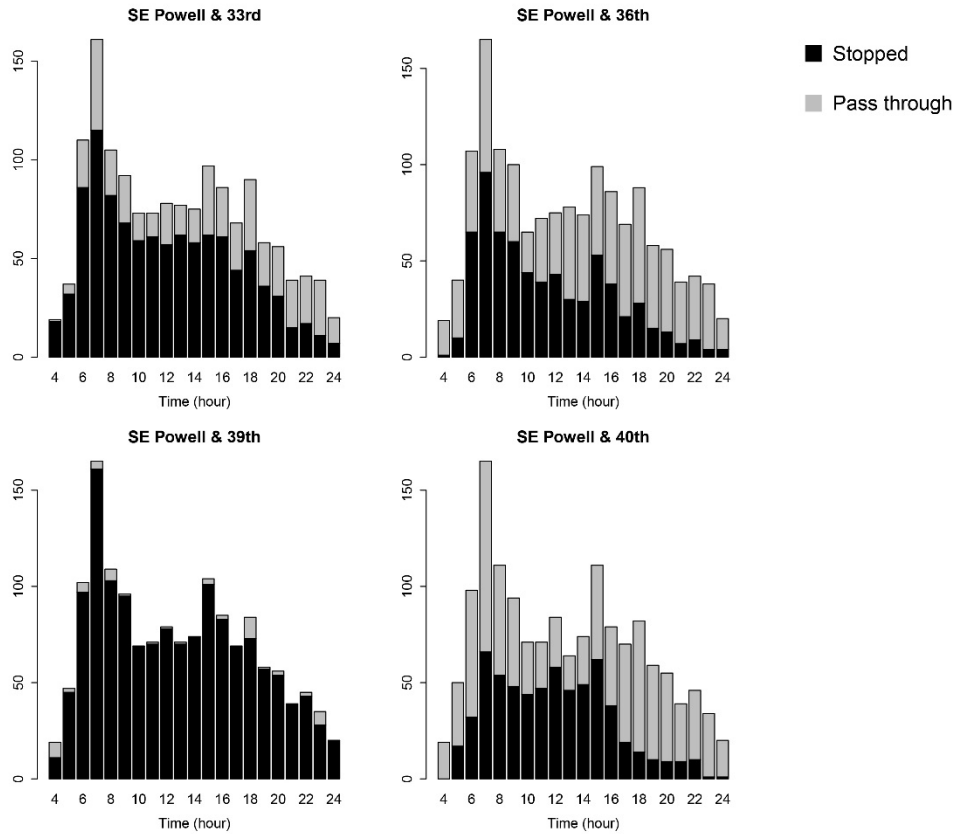 SE Powell & 33rd
SE Powell & 36th
Stopped
Pass through
150
100
50
0
4 6 8 10 12 14 16 18 20 22 24
Time (hour)
150
100
50
0
4 6 8 10 12 14 16 18 20 22 24
Time (hour)
SE Powell & 39th
SE Powell & 40th
150
100
50
0
4 6 8 10 12 14 16 18 20 22 24
Time (hour)
150
100
50
0
4 6 8 10 12 14 16 18 20 22 24
Time (hour)